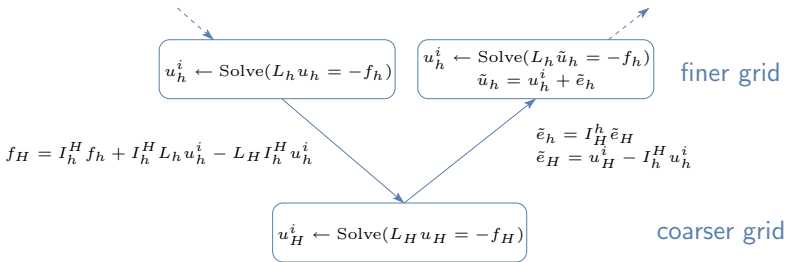 u_h^i ← Solve(L_h u_h = −f_h)
u_h^i ← Solve(L_h ũ_h = −f_h)
ũ_h = u_h^i + ẽ_h
finer grid
f_H = I_h^H f_h + I_h^H L_h u_h^i − L_H I_h^H u_h^i
ẽ_h = I_H^h ẽ_H
ẽ_H = u_H^i − I_h^H u_h^i
u_H^i ← Solve(L_H u_H = −f_H)
coarser grid